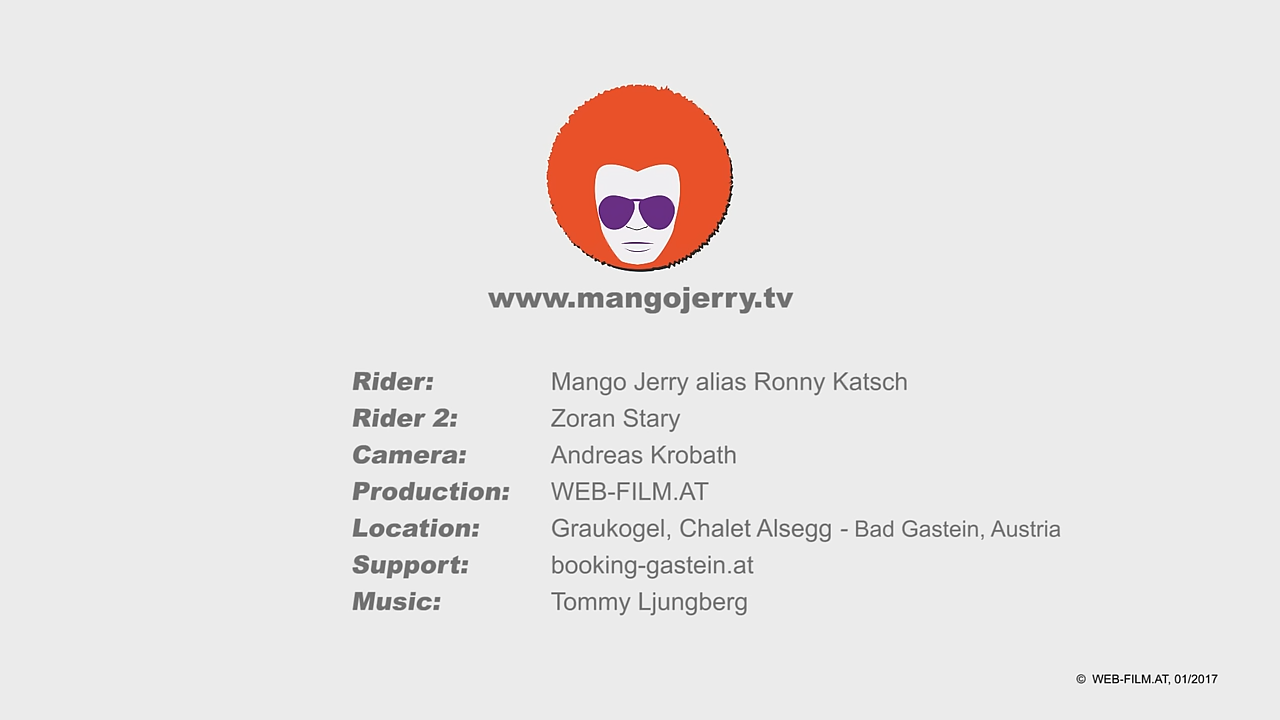 www.mangojerry.tv
Rider: Mango Jerry alias Ronny Katsch
Rider 2: Zoran Stary
Camera: Andreas Krobath
Production: WEB-FILM.AT
Location: Graukogel, Chalet Alsegg - Bad Gastein, Austria
Support: booking-gastein.at
Music: Tommy Ljungberg
© WEB-FILM.AT, 01/2017